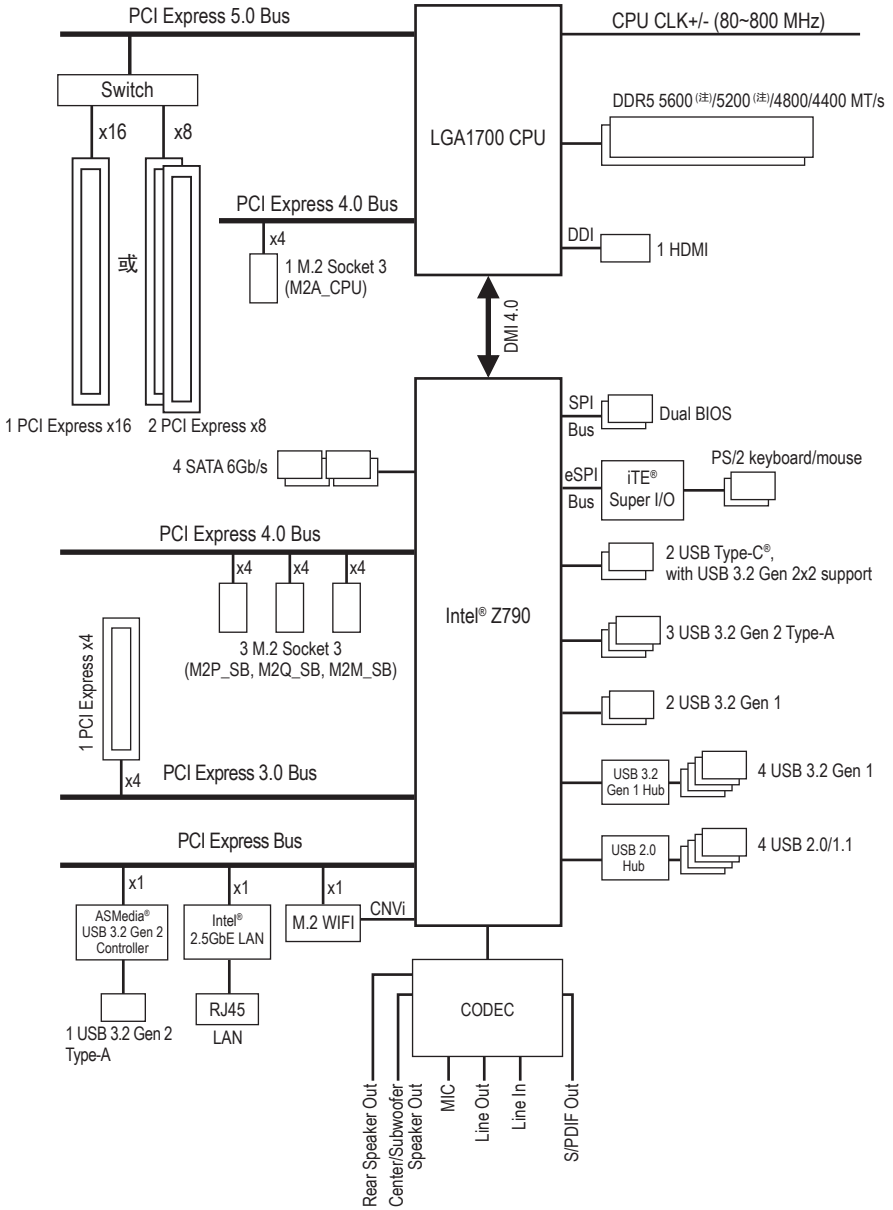 PCI Express 5.0 Bus
CPU CLK+/- (80~800 MHz)
Switch
x16
x8
LGA1700 CPU
DDR5 5600 (注)/5200 (注)/4800/4400 MT/s
PCI Express 4.0 Bus
x4
1 M.2 Socket 3
(M2A_CPU)
DDI
1 HDMI
或
DMI 4.0
1 PCI Express x16
2 PCI Express x8
SPI
Bus
Dual BIOS
4 SATA 6Gb/s
eSPI
Bus
iTE®
Super I/O
PS/2 keyboard/mouse
PCI Express 4.0 Bus
x4
x4
x4
3 M.2 Socket 3
(M2P_SB, M2Q_SB, M2M_SB)
Intel® Z790
2 USB Type-C®,
with USB 3.2 Gen 2x2 support
3 USB 3.2 Gen 2 Type-A
1 PCI Express x4
x4
2 USB 3.2 Gen 1
PCI Express 3.0 Bus
USB 3.2
Gen 1 Hub
4 USB 3.2 Gen 1
PCI Express Bus
USB 2.0
Hub
4 USB 2.0/1.1
x1
x1
x1
ASMedia®
USB 3.2 Gen 2
Controller
Intel®
2.5GbE LAN
M.2 WIFI
CNVi
1 USB 3.2 Gen 2
Type-A
RJ45
LAN
CODEC
Rear Speaker Out
Center/Subwoofer
Speaker Out
MIC
Line Out
Line In
S/PDIF Out